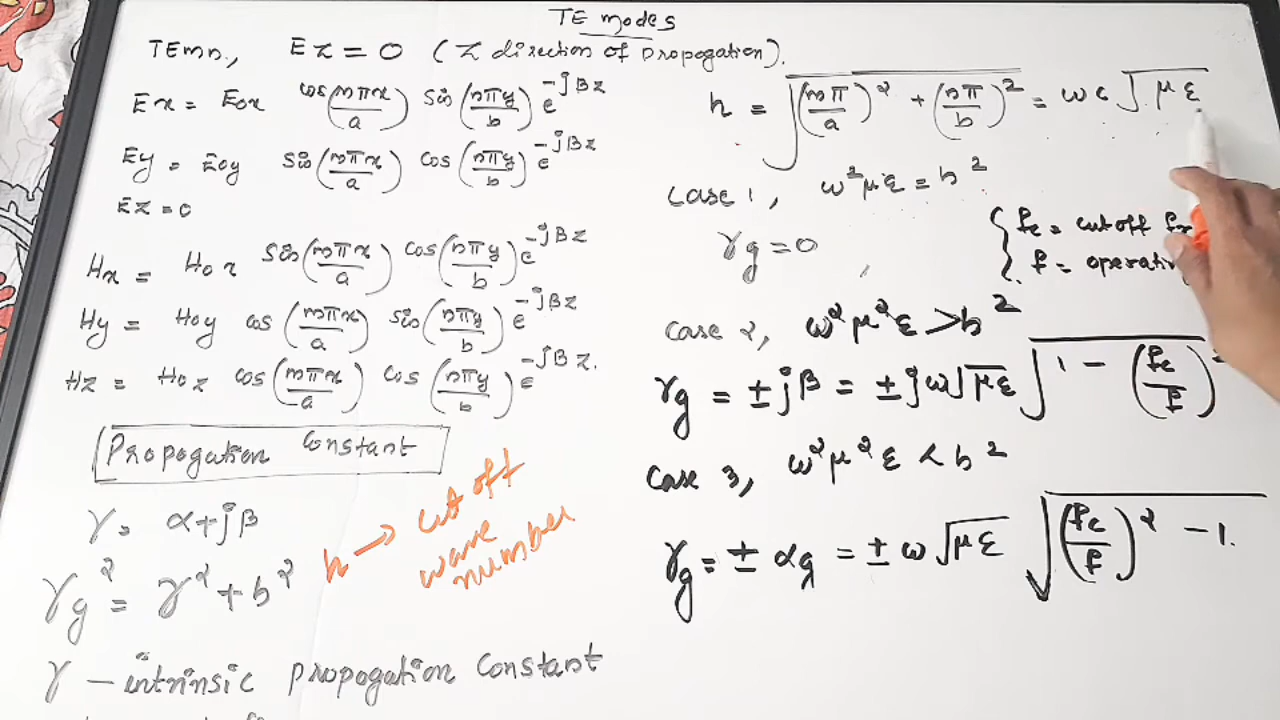 TE modes
TEmn, Ez = 0 (Z direction of propogation).
Ex = Eox cos(mπx/a) sin(nπy/b) e^-jβz
Ey = Eoy sin(mπx/a) cos(nπy/b) e^-jβz
Ez = 0
Hx = Hox sin(mπx/a) cos(nπy/b) e^-jβz
Hy = Hoy cos(mπx/a) sin(nπy/b) e^-jβz
Hz = Hoz cos(mπx/a) cos(nπy/b) e^-jβz.
Propogation Constant
γ = α+jβ
γg² = γ² + h²
h → cut off
wave
number
γ – intrinsic propogation constant
h = √((mπ/a)² + (nπ/b)²) = ωc √με
Case 1, ω²με = h²
γg = 0
fc = cutoff
f = operati
Case 2, ω²μ²ε > h²
γg = ±jβ = ±jω√με √(1 − (fc/f)²
Case 3, ω²μ²ε < h²
γg = ± αg = ± ω√με √((fc/f)² − 1.